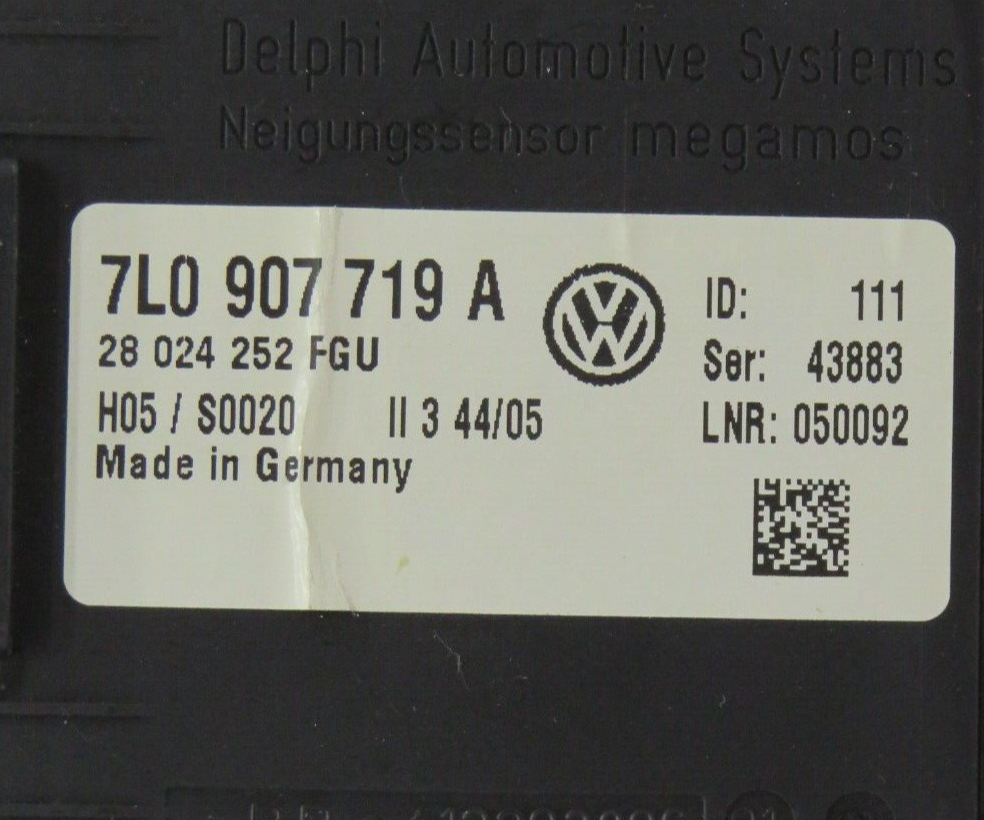 Delphi Automotive Systems
Neigungssensor megamos
7L0 907 719 A
ID: 111
28 024 252 FGU
Ser: 43883
H05 / S0020 II 3 44/05
LNR: 050092
Made in Germany